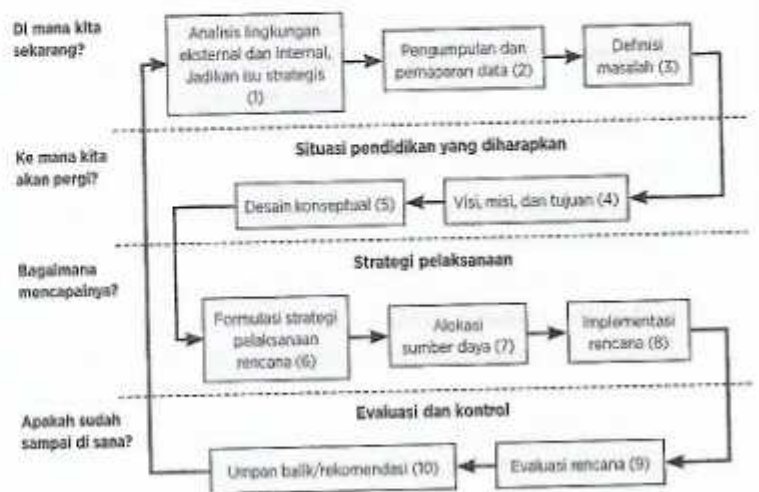 Di mana kita
sekarang?
Analisis lingkungan
eksternal dan internal,
Jadikan isu strategis
(1)
Pengumpulan dan
pemaparan data (2)
Definisi
masalah (3)
Situasi pendidikan yang diharapkan
Ke mana kita
akan pergi?
Desain konseptual (5)
Visi, misi, dan tujuan (4)
Strategi pelaksanaan
Bagaimana
mencapainya?
Formulasi strategi
pelaksanaan
rencana (6)
Alokasi
sumber daya (7)
Implementasi
rencana (8)
Evaluasi dan kontrol
Apakah sudah
sampai di sana?
Umpan balik/rekomendasi (10)
Evaluasi rencana (9)